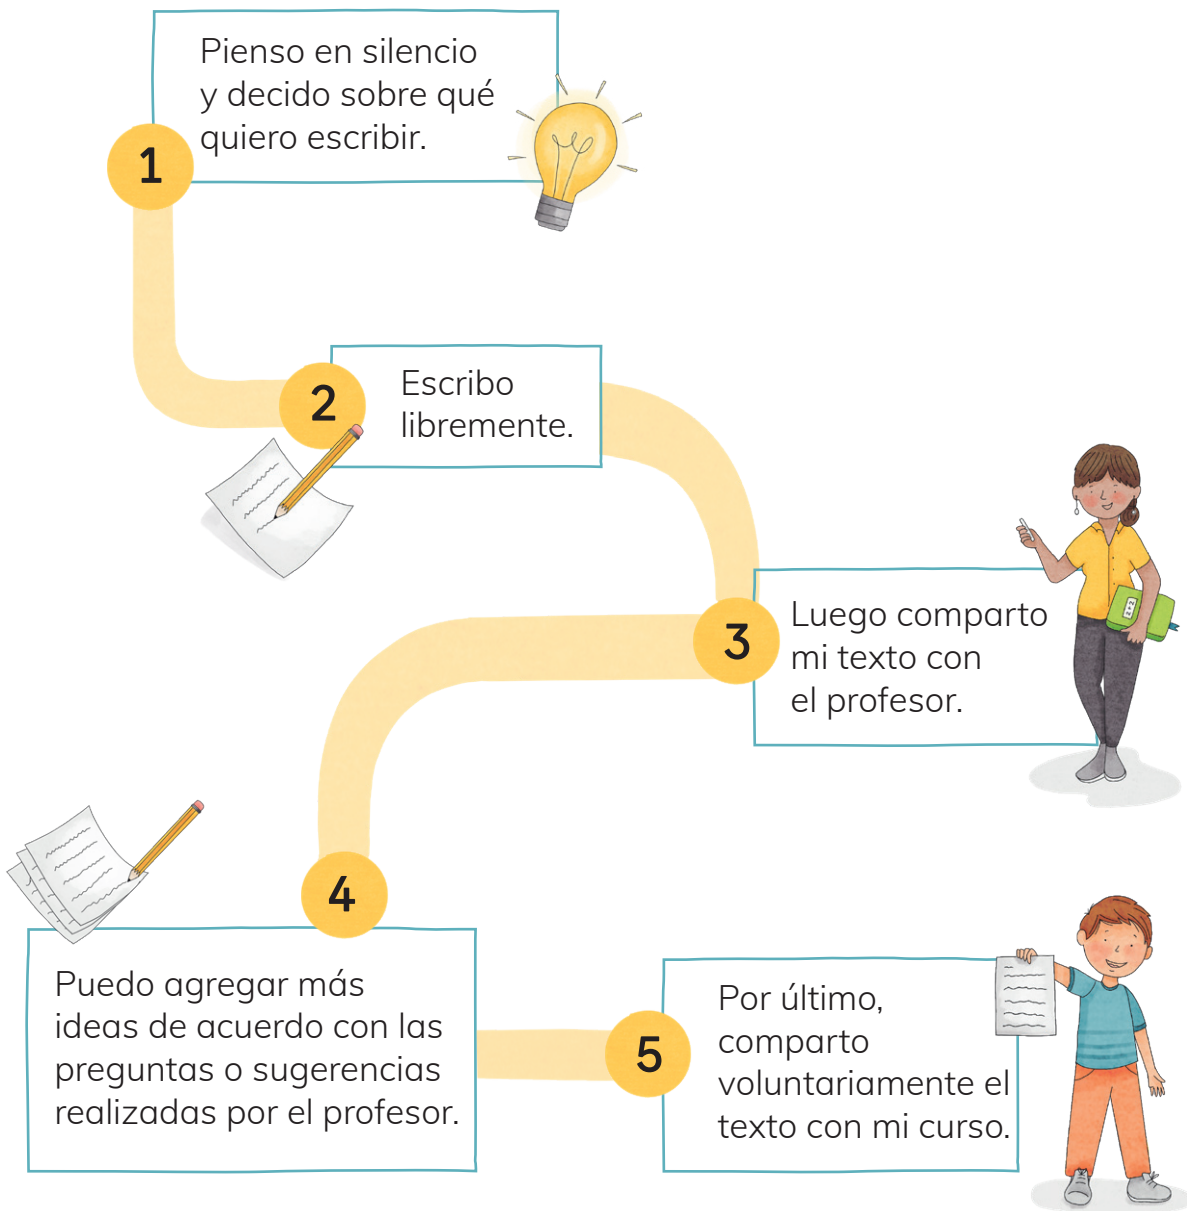 1
Pienso en silencio
y decido sobre qué
quiero escribir.
2
Escribo
libremente.
3
Luego comparto
mi texto con
el profesor.
4
Puedo agregar más
ideas de acuerdo con las
preguntas o sugerencias
realizadas por el profesor.
5
Por último,
comparto
voluntariamente el
texto con mi curso.